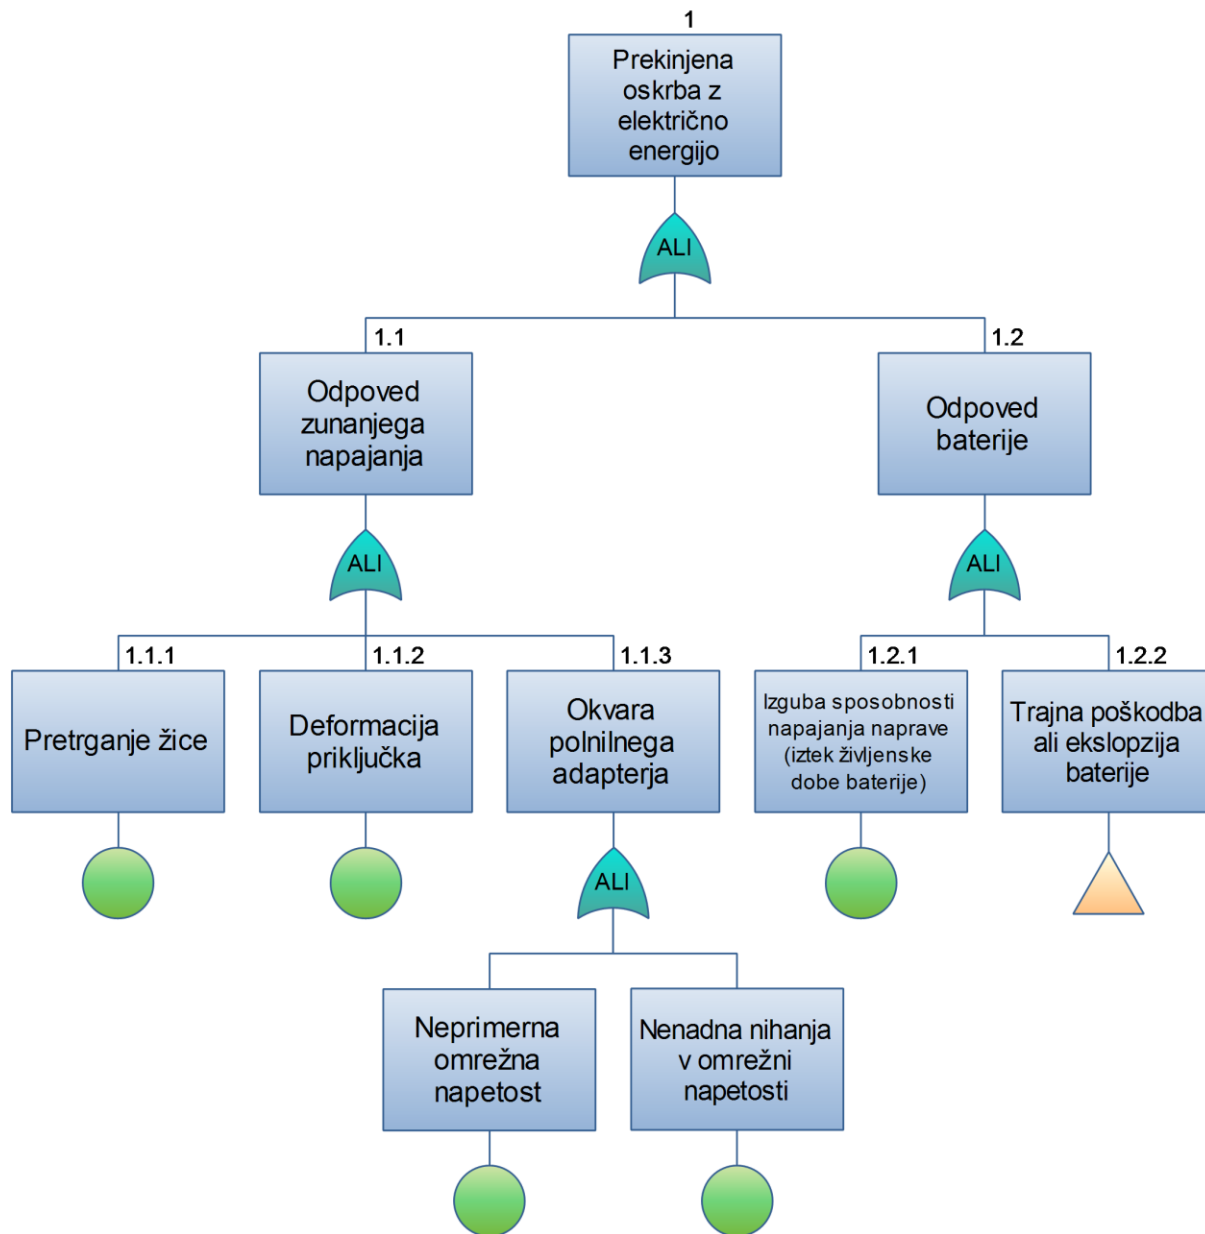 1
Prekinjena
oskrba z
električno
energijo
ALI
1.1
Odpoved
zunanjega
napajanja
1.2
Odpoved
baterije
ALI
ALI
1.1.1
Pretrganje žice
1.1.2
Deformacija
priključka
1.1.3
Okvara
polnilnega
adapterja
1.2.1
Izguba sposobnosti
napajanja naprave
(iztek življenske
dobe baterije)
1.2.2
Trajna poškodba
ali ekslopzija
baterije
ALI
Neprimerna
omrežna
napetost
Nenadna nihanja
v omrežni
napetosti